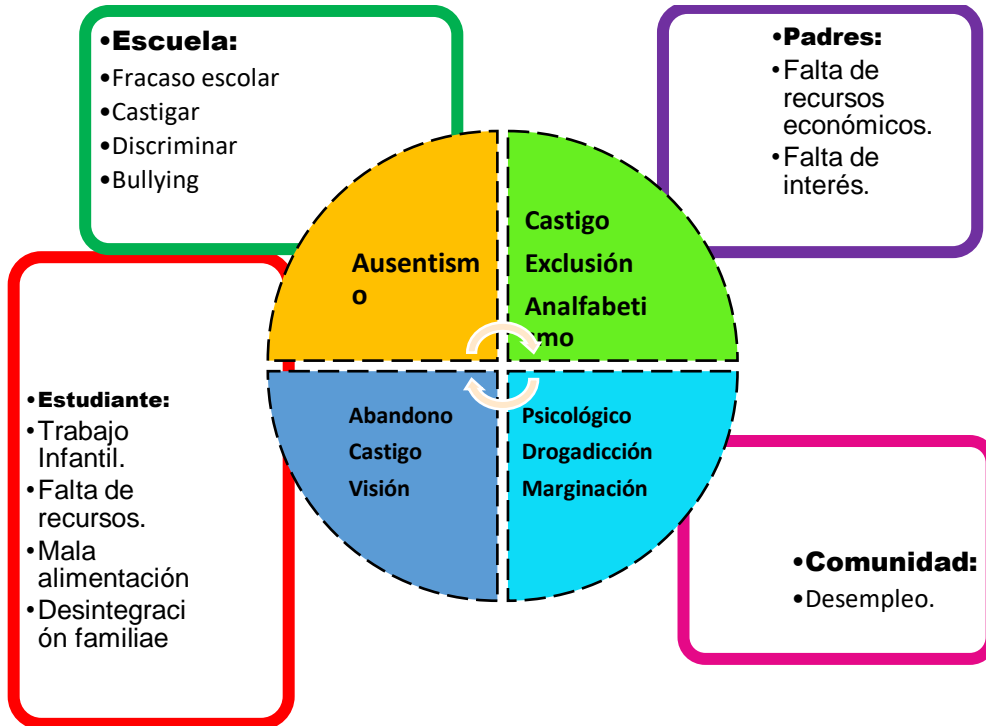 •Escuela:
•Fracaso escolar
•Castigar
•Discriminar
•Bullying
•Padres:
•Falta de
recursos
económicos.
•Falta de
interés.
Ausentism
o
Castigo
Exclusión
Analfabeti
smo
•Estudiante:
•Trabajo
Infantil.
•Falta de
recursos.
•Mala
alimentación
•Desintegraci
ón familiae
Abandono
Castigo
Visión
Psicológico
Drogadicción
Marginación
•Comunidad:
•Desempleo.